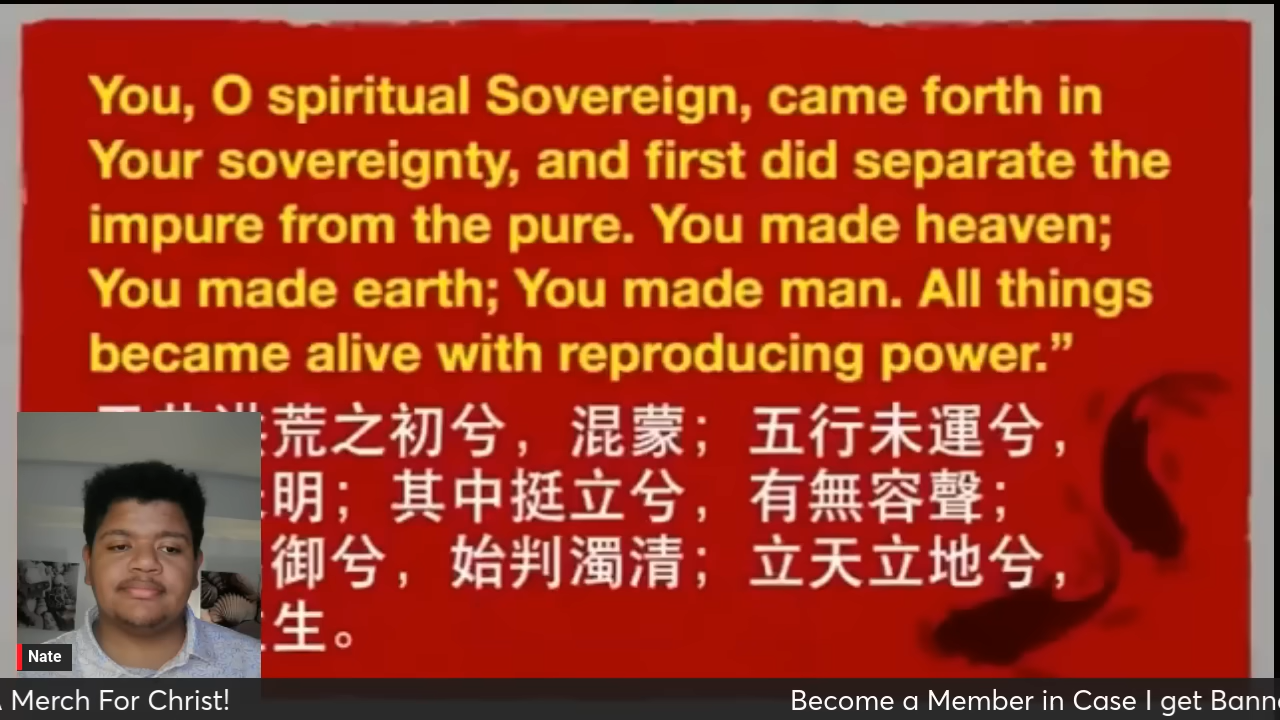 You, O spiritual Sovereign, came forth in
Your sovereignty, and first did separate the
impure from the pure. You made heaven;
You made earth; You made man. All things
became alive with reproducing power.”
荒之初兮，混蒙；五行未運兮，
明；其中挺立兮，有無容聲；
御兮，始判濁清；立天立地兮，
生。
Nate
Merch For Christ!
Become a Member in Case I get